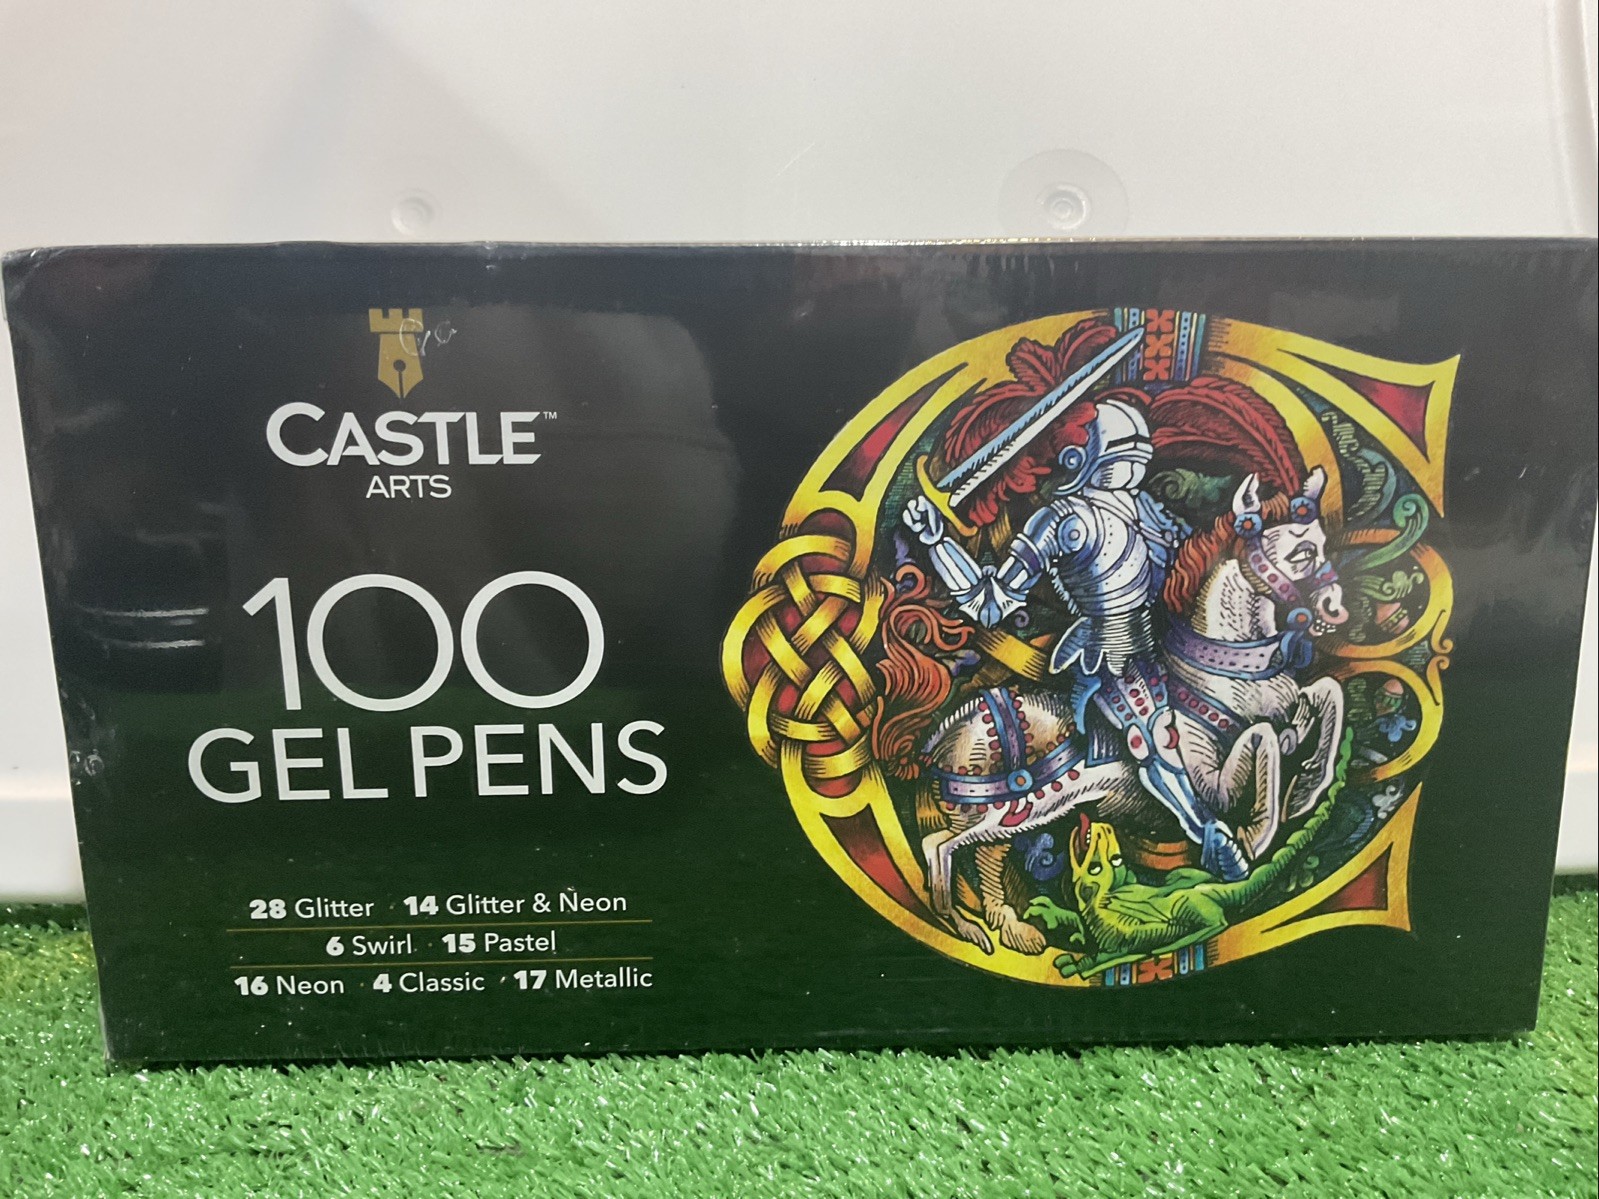 CASTLE™
ARTS
100
GEL PENS
28 Glitter · 14 Glitter & Neon
6 Swirl · 15 Pastel
16 Neon · 4 Classic · 17 Metallic